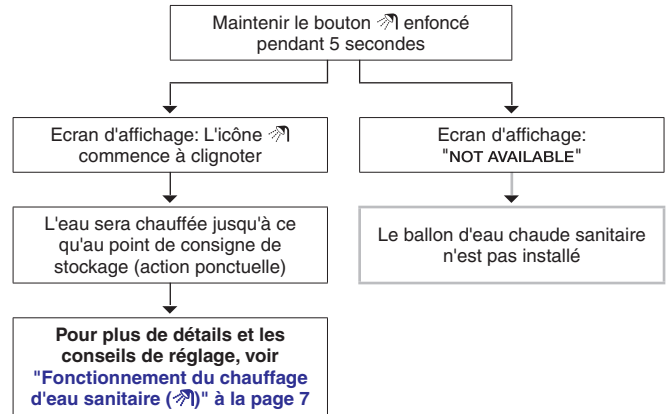 Maintenir le bouton enfoncé
pendant 5 secondes
Ecran d'affichage: L'icône
commence à clignoter
Ecran d'affichage:
"NOT AVAILABLE"
L'eau sera chauffée jusqu'à ce
qu'au point de consigne de
stockage (action ponctuelle)
Le ballon d'eau chaude sanitaire
n'est pas installé
Pour plus de détails et les
conseils de réglage, voir
"Fonctionnement du chauffage
d'eau sanitaire ()" à la page 7